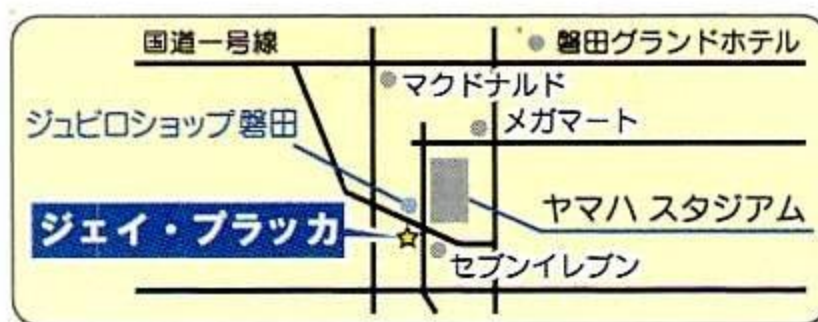 国道一号線
磐田グランドホテル
マクドナルド
ジュビロショップ磐田
メガマート
ジェイ・プラッカ
ヤマハ スタジアム
セブンイレブン